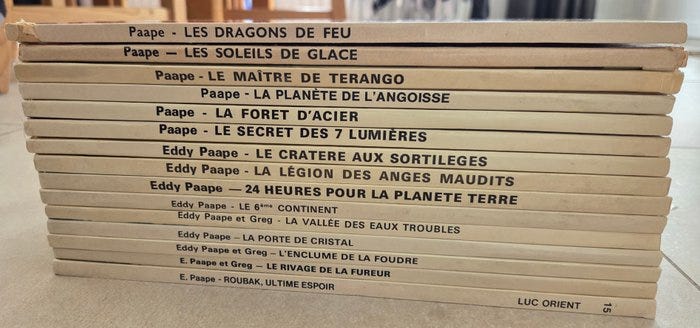 Paape - LES DRAGONS DE FEU
Paape — LES SOLEILS DE GLACE
Paape - LE MAÎTRE DE TERANGO
Paape - LA PLANÈTE DE L'ANGOISSE
Paape - LA FORET D'ACIER
Paape - LE SECRET DES 7 LUMIÈRES
Eddy Paape - LE CRATERE AUX SORTILEGES
Eddy Paape - LA LÉGION DES ANGES MAUDITS
Eddy Paape — 24 HEURES POUR LA PLANETE TERRE
Eddy Paape - LE 6ème CONTINENT
Eddy Paape et Greg - LA VALLÉE DES EAUX TROUBLES
Eddy Paape — LA PORTE DE CRISTAL
Eddy Paape et Greg - L'ENCLUME DE LA FOUDRE
E. Paape et Greg — LE RIVAGE DE LA FUREUR
E. Paape - ROUBAK, ULTIME ESPOIR LUC ORIENT 15